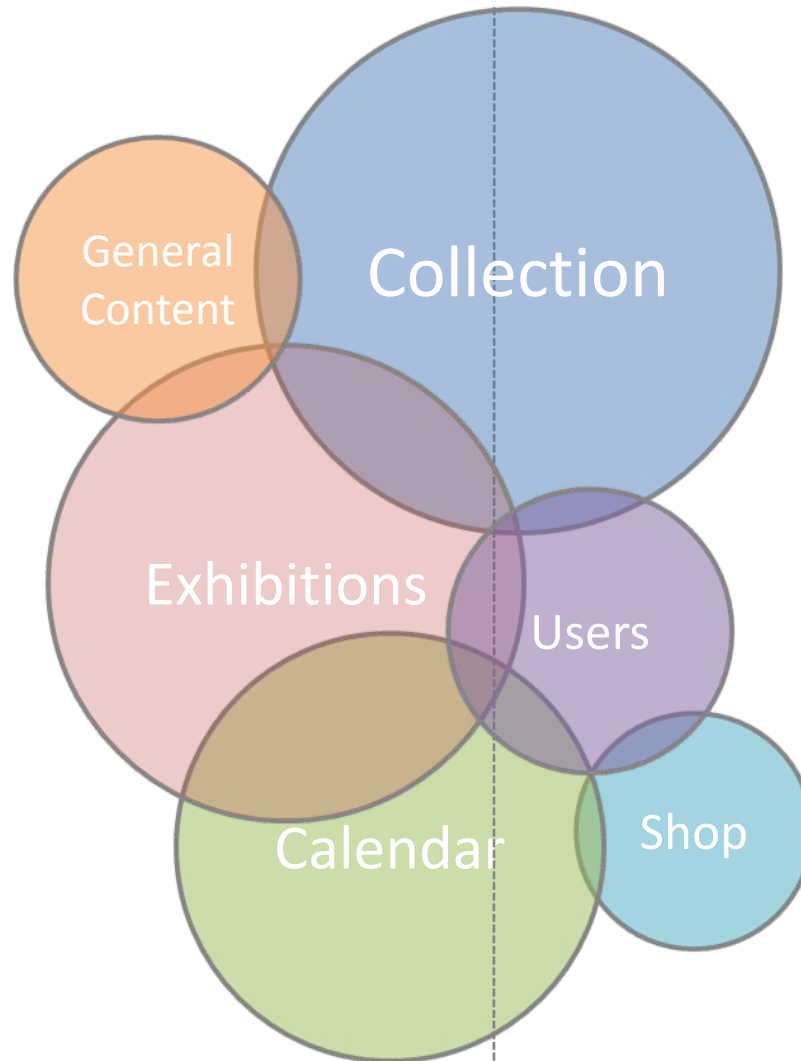 General
Content
Collection
Exhibitions
Users
Shop
Calendar